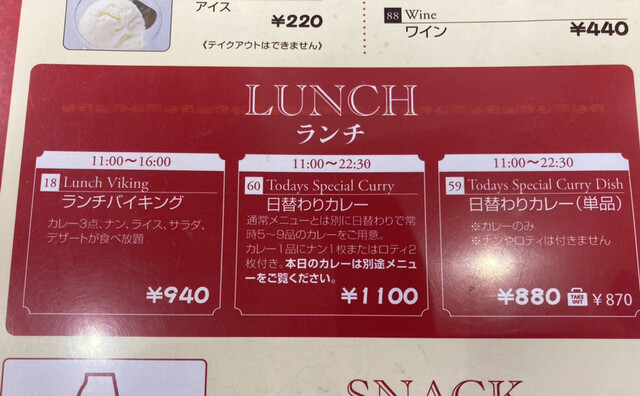 アイス
¥220
《テイクアウトはできません》
88 Wine
ワイン
¥440
LUNCH
ランチ
11:00〜16:00
18 Lunch Viking
ランチバイキング
カレー3点、ナン、ライス、サラダ、
デザートが食べ放題
¥940
11:00〜22:30
60 Todays Special Curry
日替わりカレー
通常メニューとは別に日替わりで常
時5〜9品のカレーをご用意。
カレー1品にナン1枚またはロティ2
枚付き。本日のカレーは別途メニュ
ーをご覧ください。
¥1100
11:00〜22:30
59 Todays Special Curry Dish
日替わりカレー(単品)
※カレーのみ
※ナンやロティは付きません
¥880 TAKE OUT ¥870
SNACK